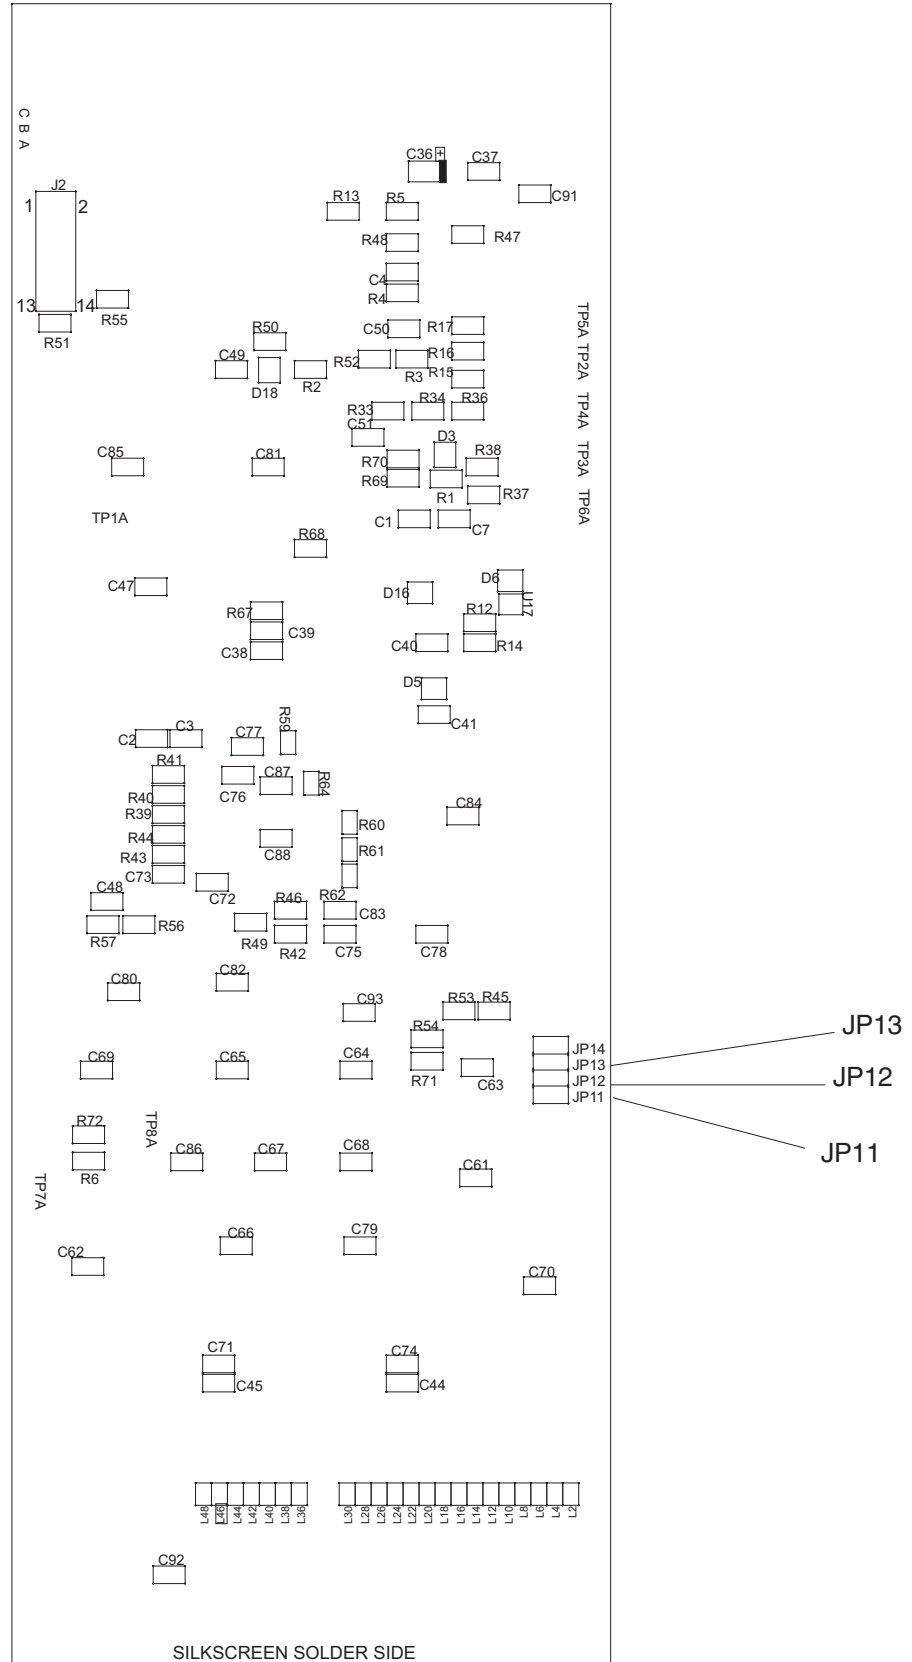 C B A
C36
+
C37
J2
C91
1
2
R13
R5
R48
R47
C4
R4
13
14
R55
R51
TP5A
TP2A
TP4A
TP3A
TP6A
R50
C50
R17
C49
R52
R3
R16
R15
D18
R2
R33
R34
R36
C51
D3
C85
C81
R70
R38
R69
R1
R37
TP1A
C1
C7
R68
C47
D16
D6
U17
R67
R12
C39
C38
C40
R14
D5
C41
C2
C3
C77
R59
R41
C76
C87
R64
R40
R39
C84
R60
R44
C88
R61
R43
C73
C72
C48
R46
R62
C83
R57
R56
R49
R42
C75
C78
C80
C82
C93
R53
R45
R54
JP13
JP14
C69
C65
C64
R71
C63
JP13
JP12
JP11
JP12
R72
TP8A
C86
C67
C68
JP11
R6
C61
TP7A
C66
C79
C62
C70
C71
C74
C45
C44
L48
L46
L44
L42
L40
L38
L36
L30
L28
L26
L24
L22
L20
L18
L16
L14
L12
L10
L8
L6
L4
L2
C92
SILKSCREEN SOLDER SIDE